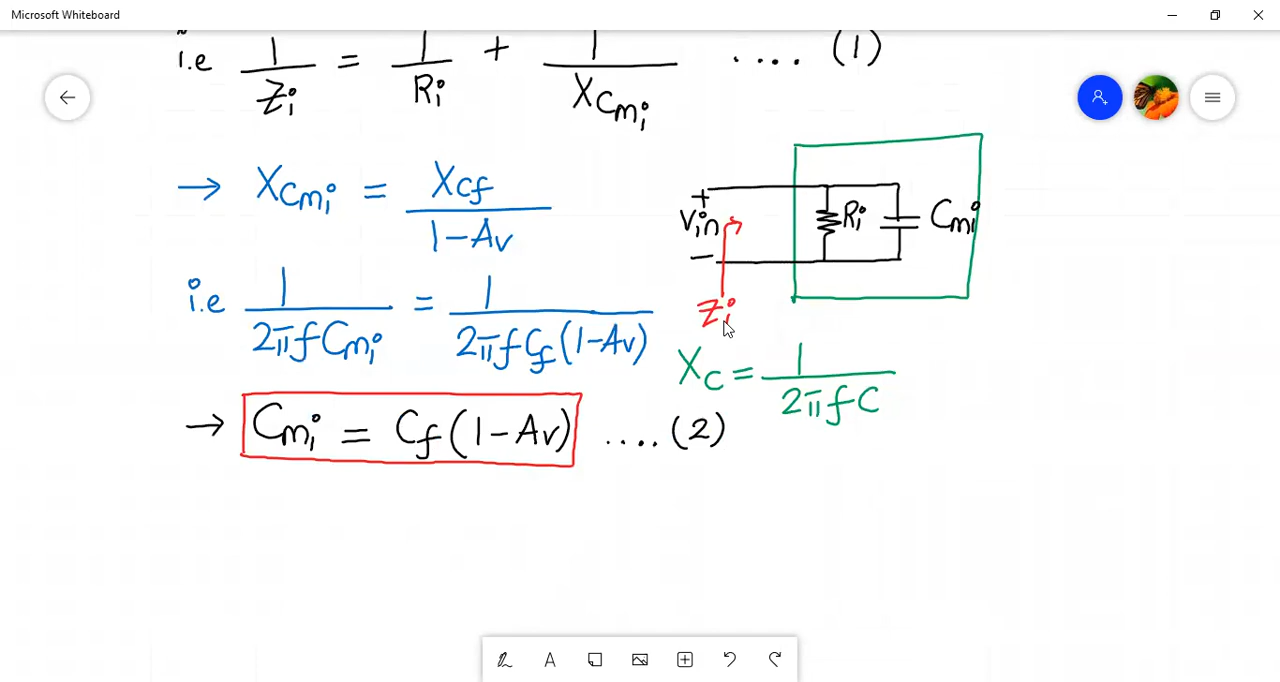 Microsoft Whiteboard
i.e 1/Zi = 1/Ri + 1/XCmi .... (1)
→ XCmi = XCf/(1-Av)
+
Vin
−
Ri
Cmi
Zi
i.e 1/(2πfCmi) = 1/(2πfCf(1-Av))
XC = 1/(2πfC)
→ Cmi = Cf(1-Av) .... (2)
A